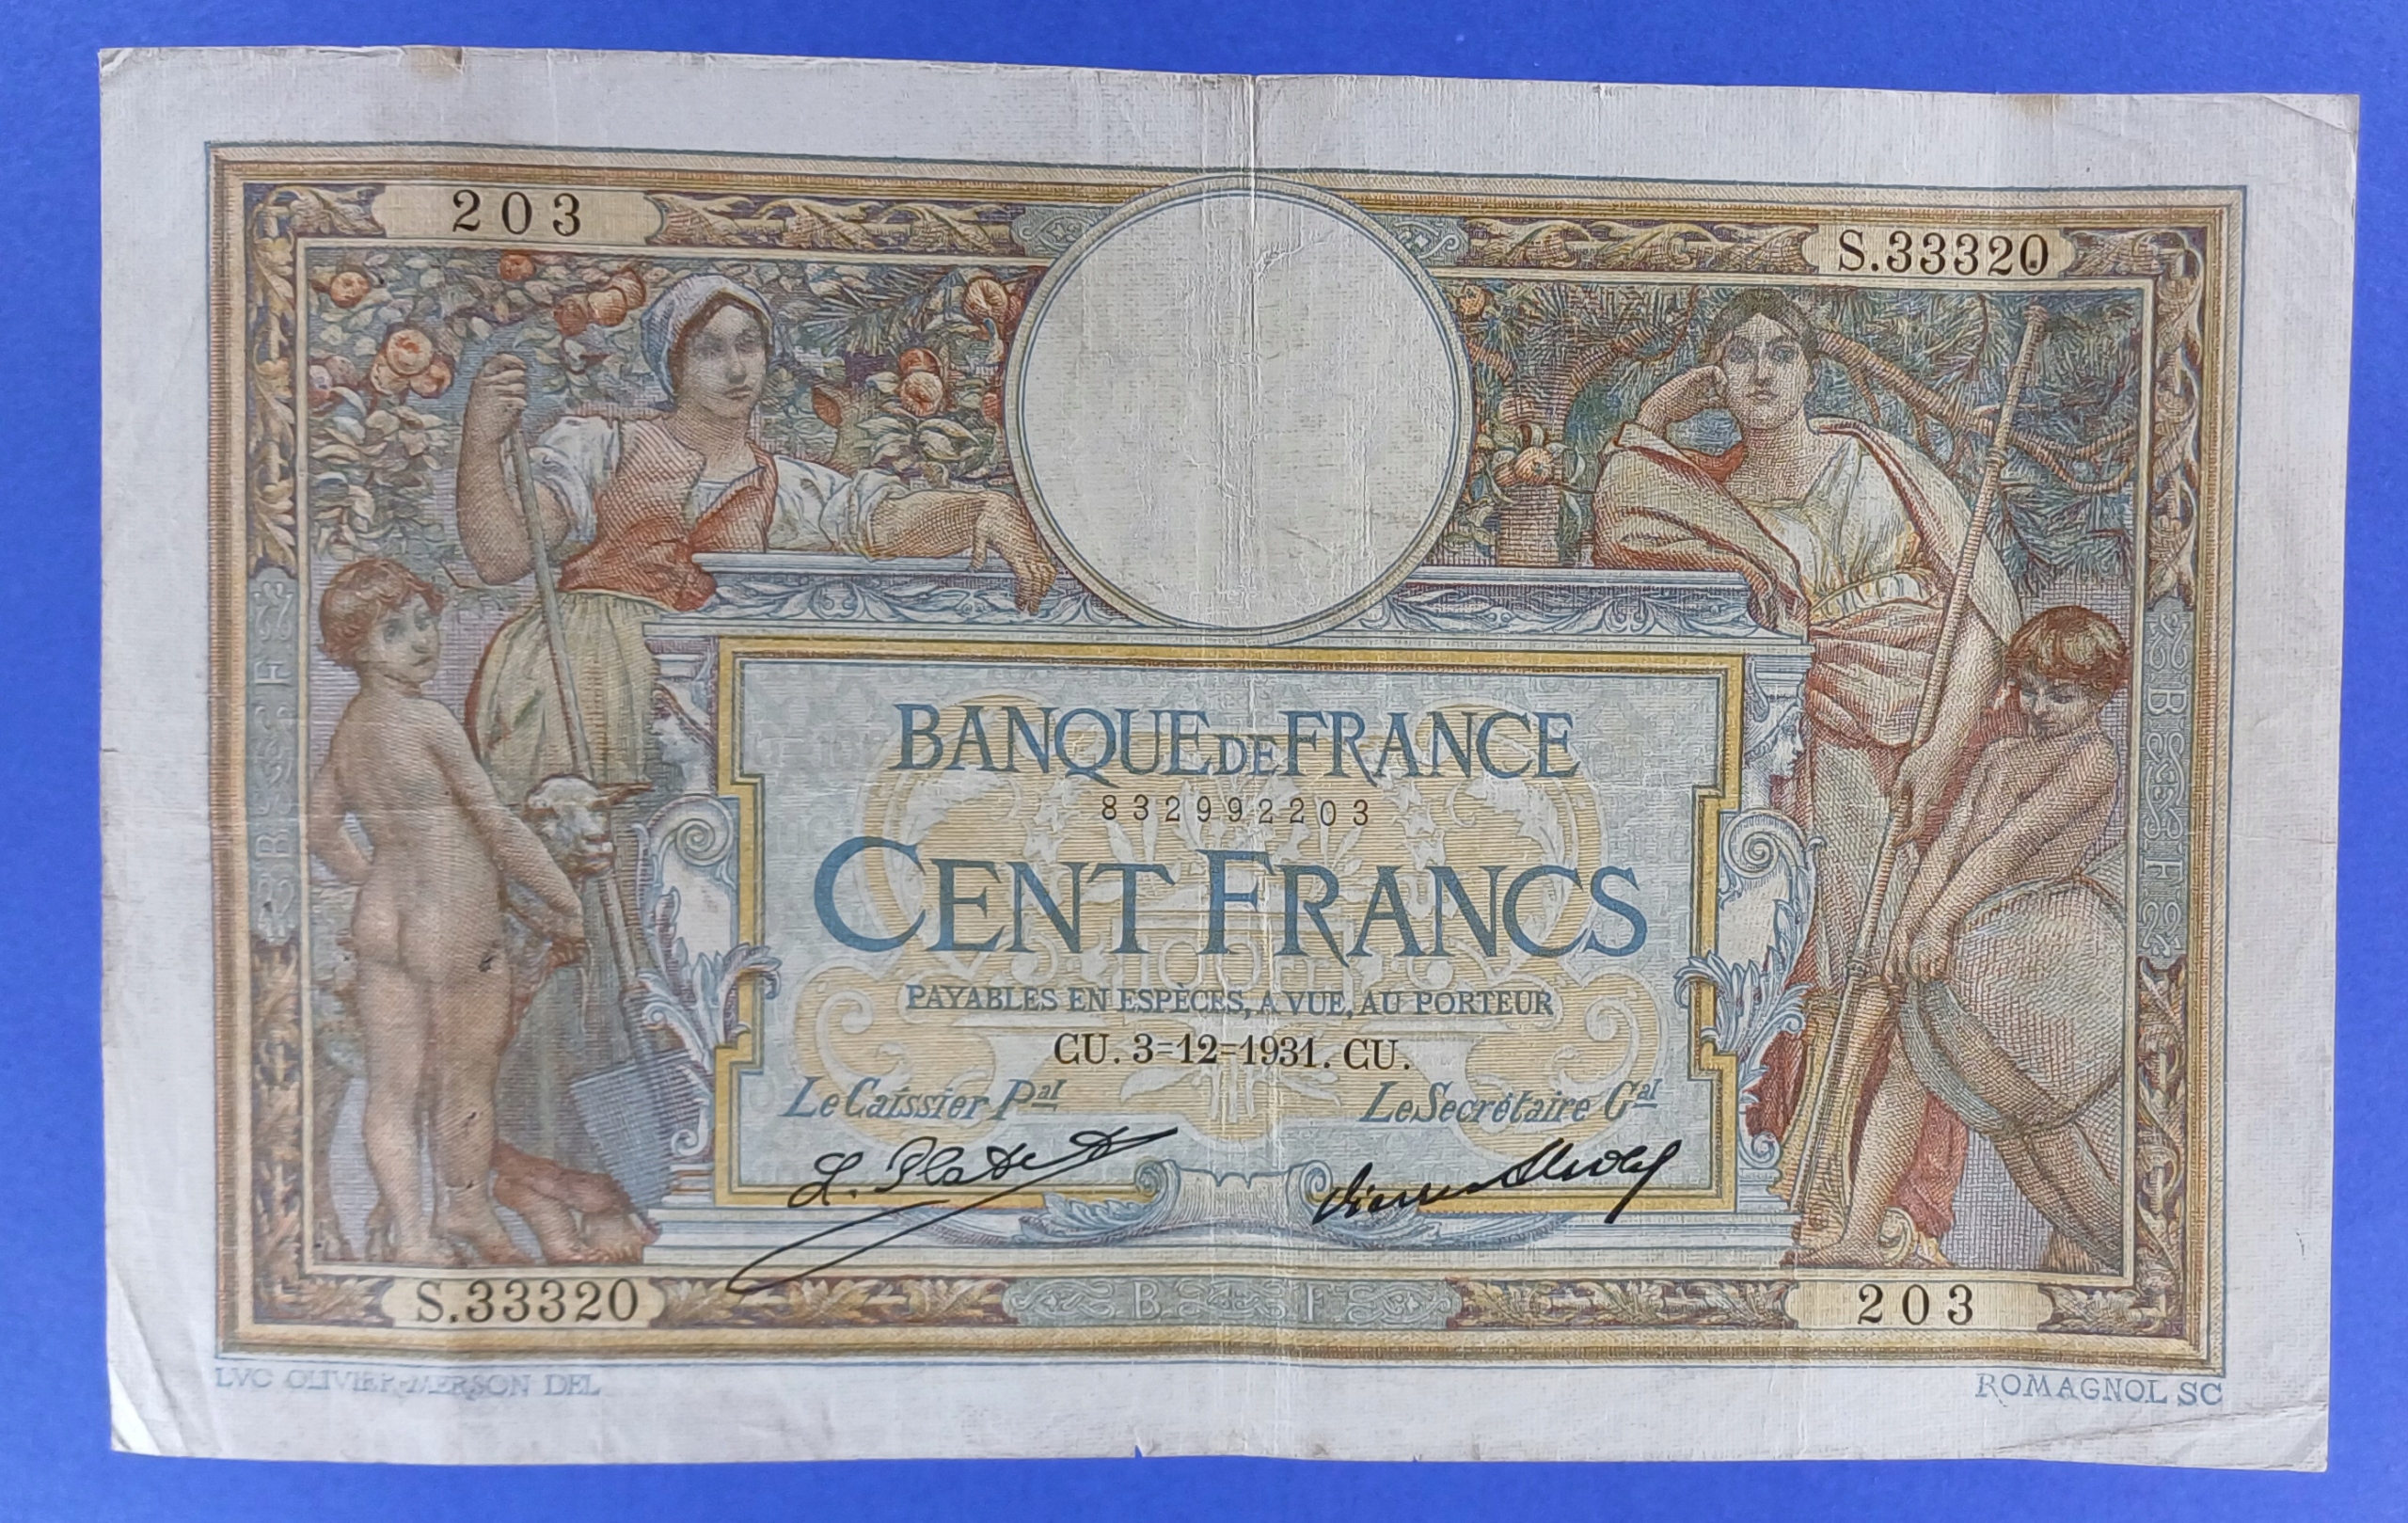 203
S.33320
BANQUE DE FRANCE
832992203
CENT FRANCS
PAYABLES EN ESPÈCES, A VUE, AU PORTEUR
CU. 3=12=1931. CU.
Le Caissier Pal
Le Secrétaire Gal
L. Platet
S.33320
B F
203
B F
B F
LVC OLIVIER-MERSON DEL
ROMAGNOL SC